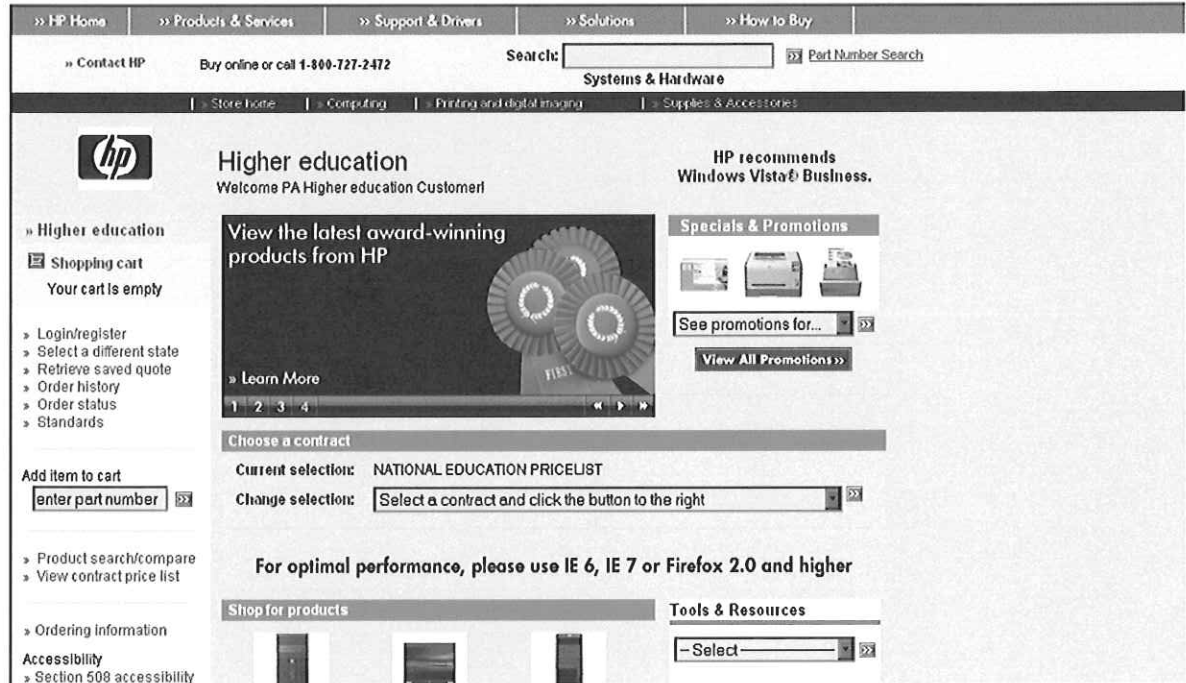 » HP Home
» Products & Services
» Support & Drivers
» Solutions
» How to Buy
» Contact HP
Buy online or call 1-800-727-2472
Search:
Part Number Search
Systems & Hardware
» Store home
» Computing
» Printing and digital imaging
» Supplies & Accessories
hp
Higher education
Welcome PA Higher education Customer!
HP recommends
Windows Vista® Business.
» Higher education
Shopping cart
Your cart is empty
» Login/register
» Select a different state
» Retrieve saved quote
» Order history
» Order status
» Standards
Add item to cart
enter part number
» Product search/compare
» View contract price list
» Ordering Information
Accessibility
» Section 508 accessibility
View the latest award-winning
products from HP
FIRST
» Learn More
1 2 3 4
Specials & Promotions
See promotions for...
View All Promotions »
Choose a contract
Current selection: NATIONAL EDUCATION PRICELIST
Change selection: Select a contract and click the button to the right
For optimal performance, please use IE 6, IE 7 or Firefox 2.0 and higher
Shop for products
Tools & Resources
– Select